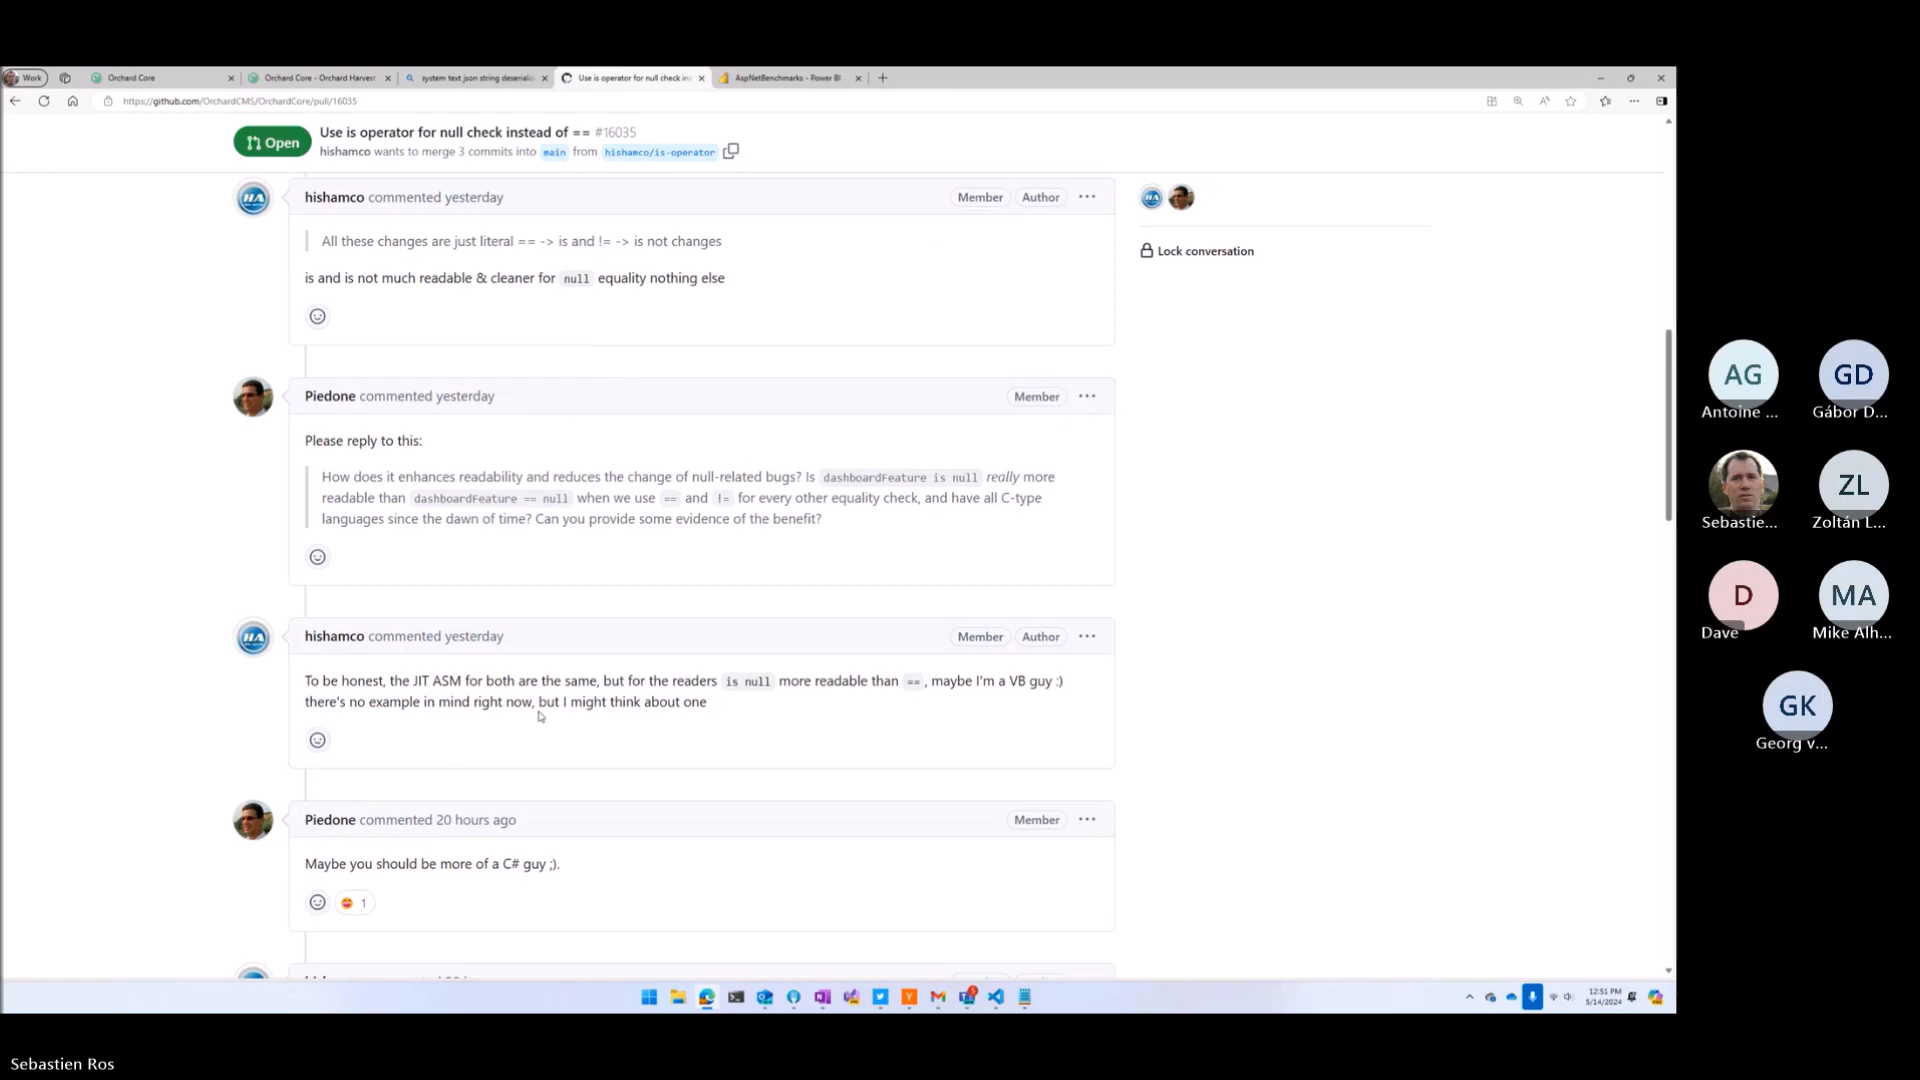 Work
Orchard Core
Orchard Core - Orchard Harvest
system text json string deserializ
Use is operator for null check ins
AspNetBenchmarks - Power BI
https://github.com/OrchardCMS/OrchardCore/pull/16035
Open
Use is operator for null check instead of == #16035
hishamco wants to merge 3 commits into main from hishamco/is-operator
HA
hishamco commented yesterday
Member
Author
All these changes are just literal == -> is and != -> is not changes
is and is not much readable & cleaner for null equality nothing else
Lock conversation
Piedone commented yesterday
Member
Please reply to this:
How does it enhances readability and reduces the change of null-related bugs? Is dashboardFeature is null really more
readable than dashboardFeature == null when we use == and != for every other equality check, and have all C-type
languages since the dawn of time? Can you provide some evidence of the benefit?
HA
hishamco commented yesterday
Member
Author
To be honest, the JIT ASM for both are the same, but for the readers is null more readable than ==, maybe I'm a VB guy :)
there's no example in mind right now, but I might think about one
Piedone commented 20 hours ago
Member
Maybe you should be more of a C# guy ;).
1
12:51 PM
5/14/2024
AG
Antoine ...
GD
Gábor D...
Sebastie...
ZL
Zoltán L...
D
Dave
MA
Mike Alh...
GK
Georg v...
Sebastien Ros